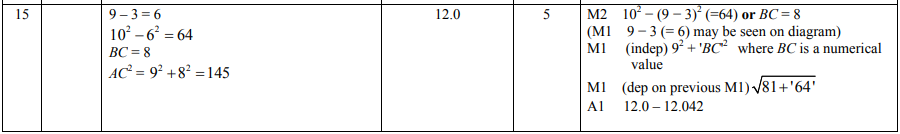 15
9 – 3 = 6
10² – 6² = 64
BC = 8
AC² = 9² + 8² = 145
12.0
5
M2 10² – (9 – 3)² (=64) or BC = 8
(M1 9 – 3 (= 6) may be seen on diagram)
M1 (indep) 9² + 'BC'² where BC is a numerical
value
M1 (dep on previous M1) √81+'64'
A1 12.0 – 12.042